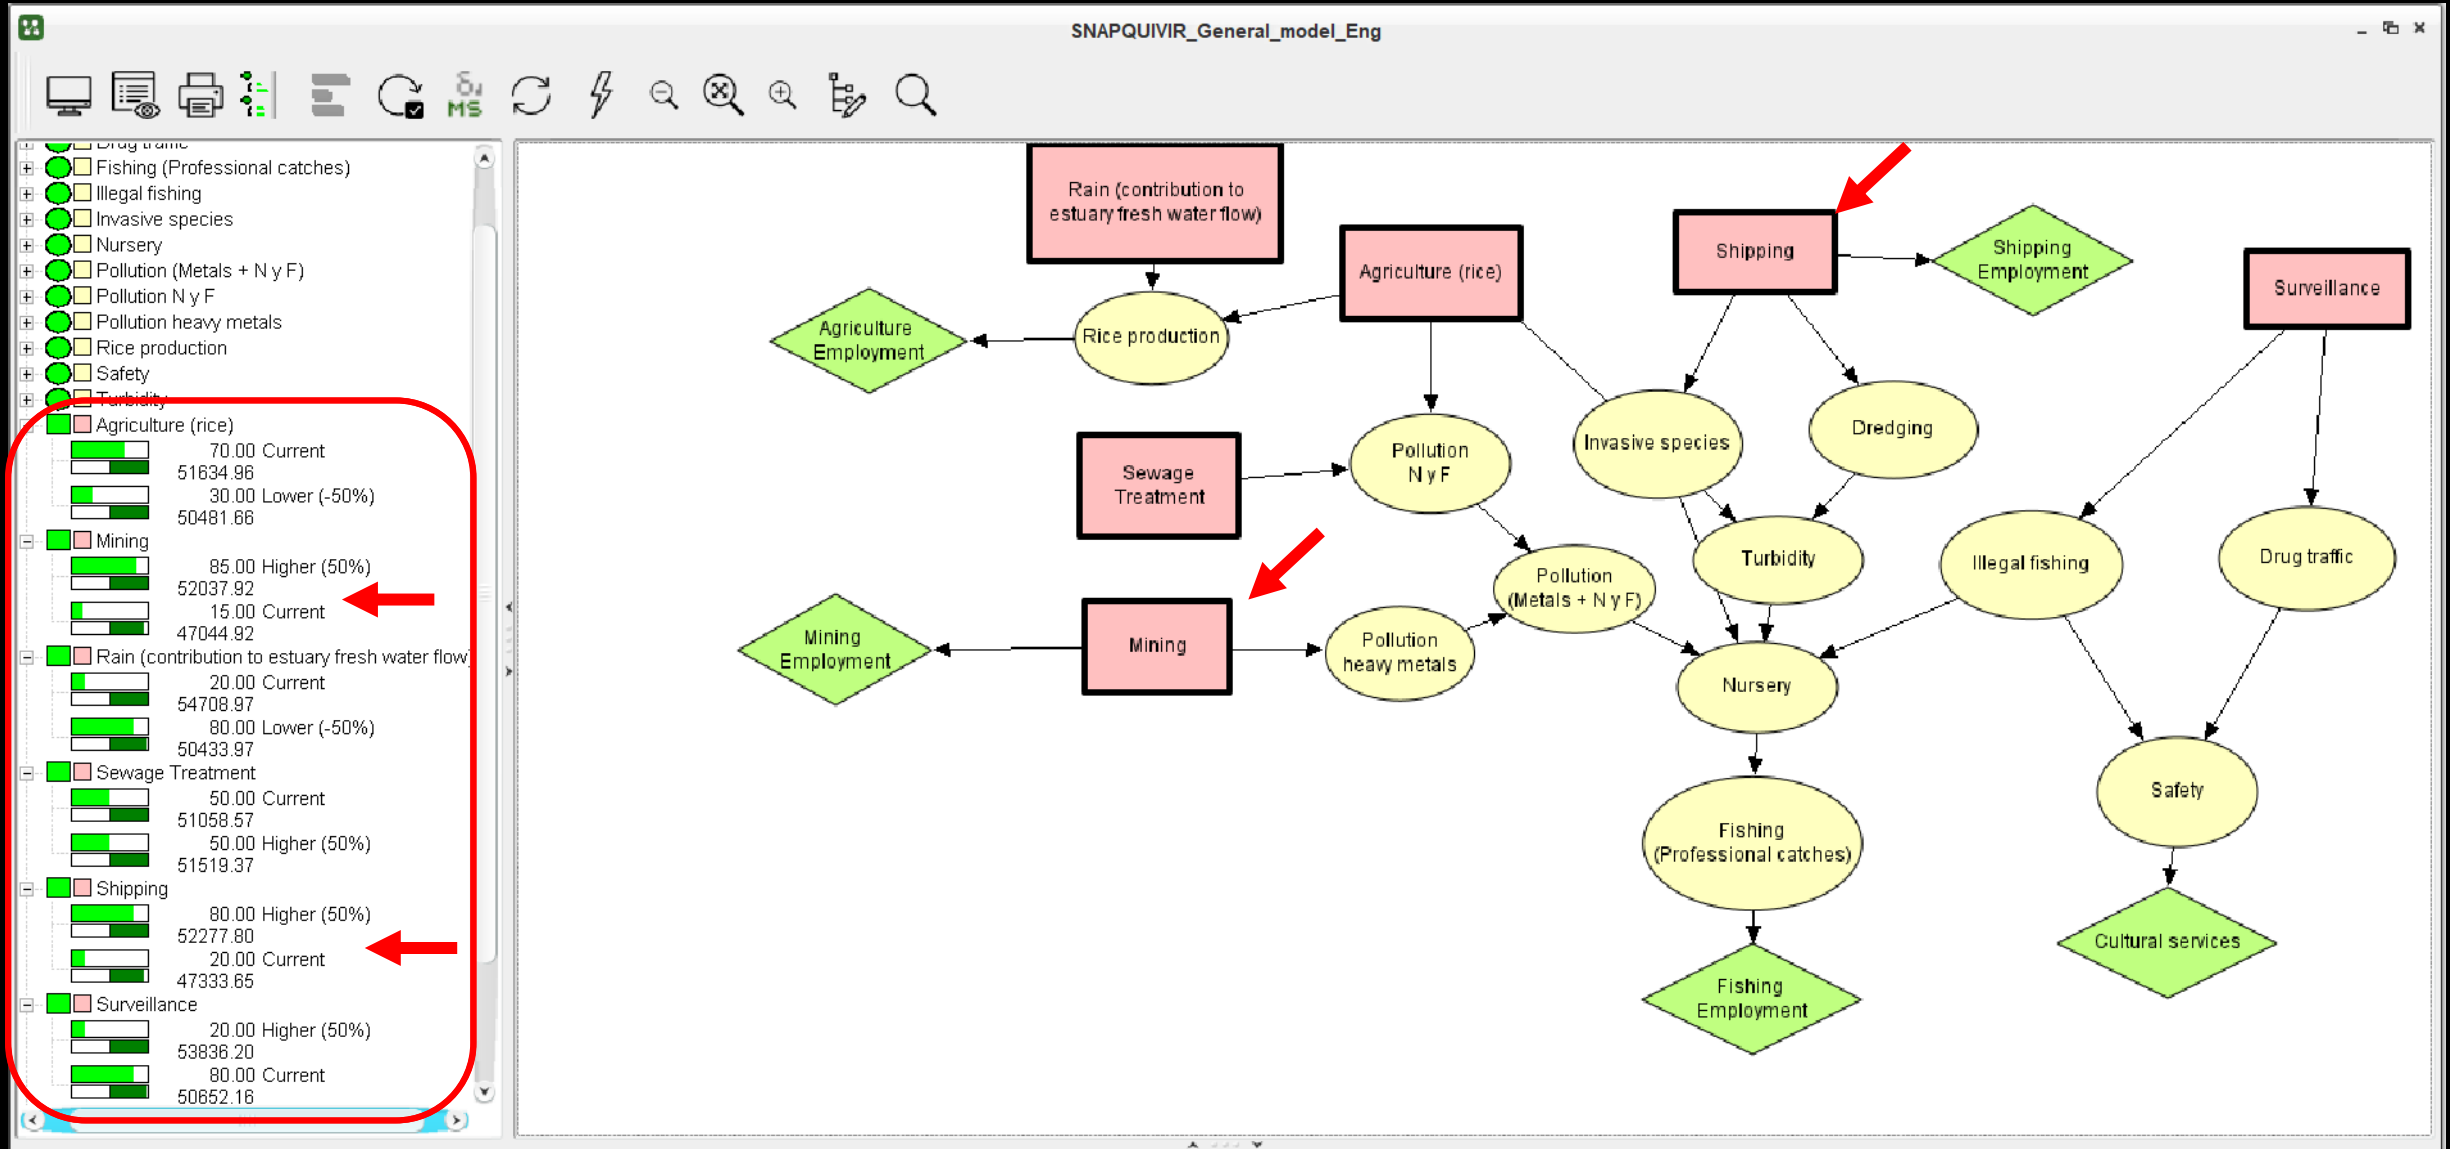 SNAPQUIVIR_General_model_Eng
MS
Drug traffic
Fishing (Professional catches)
Illegal fishing
Invasive species
Nursery
Pollution (Metals + N y F)
Pollution N y F
Pollution heavy metals
Rice production
Safety
Turbidity
Agriculture (rice)
70.00 Current
51634.96
30.00 Lower (-50%)
50481.66
Mining
85.00 Higher (50%)
52037.92
15.00 Current
47044.92
Rain (contribution to estuary fresh water flow)
20.00 Current
54708.97
80.00 Lower (-50%)
50433.97
Sewage Treatment
50.00 Current
51058.57
50.00 Higher (50%)
51519.37
Shipping
80.00 Higher (50%)
52277.80
20.00 Current
47333.65
Surveillance
20.00 Higher (50%)
53836.20
80.00 Current
50652.16
Rain (contribution to
estuary fresh water flow)
Agriculture (rice)
Shipping
Shipping
Employment
Surveillance
Agriculture
Employment
Rice production
Sewage
Treatment
Pollution
N y F
Invasive species
Dredging
Turbidity
Illegal fishing
Drug traffic
Pollution
(Metals + N y F)
Mining
Employment
Mining
Pollution
heavy metals
Nursery
Safety
Fishing
(Professional catches)
Cultural services
Fishing
Employment